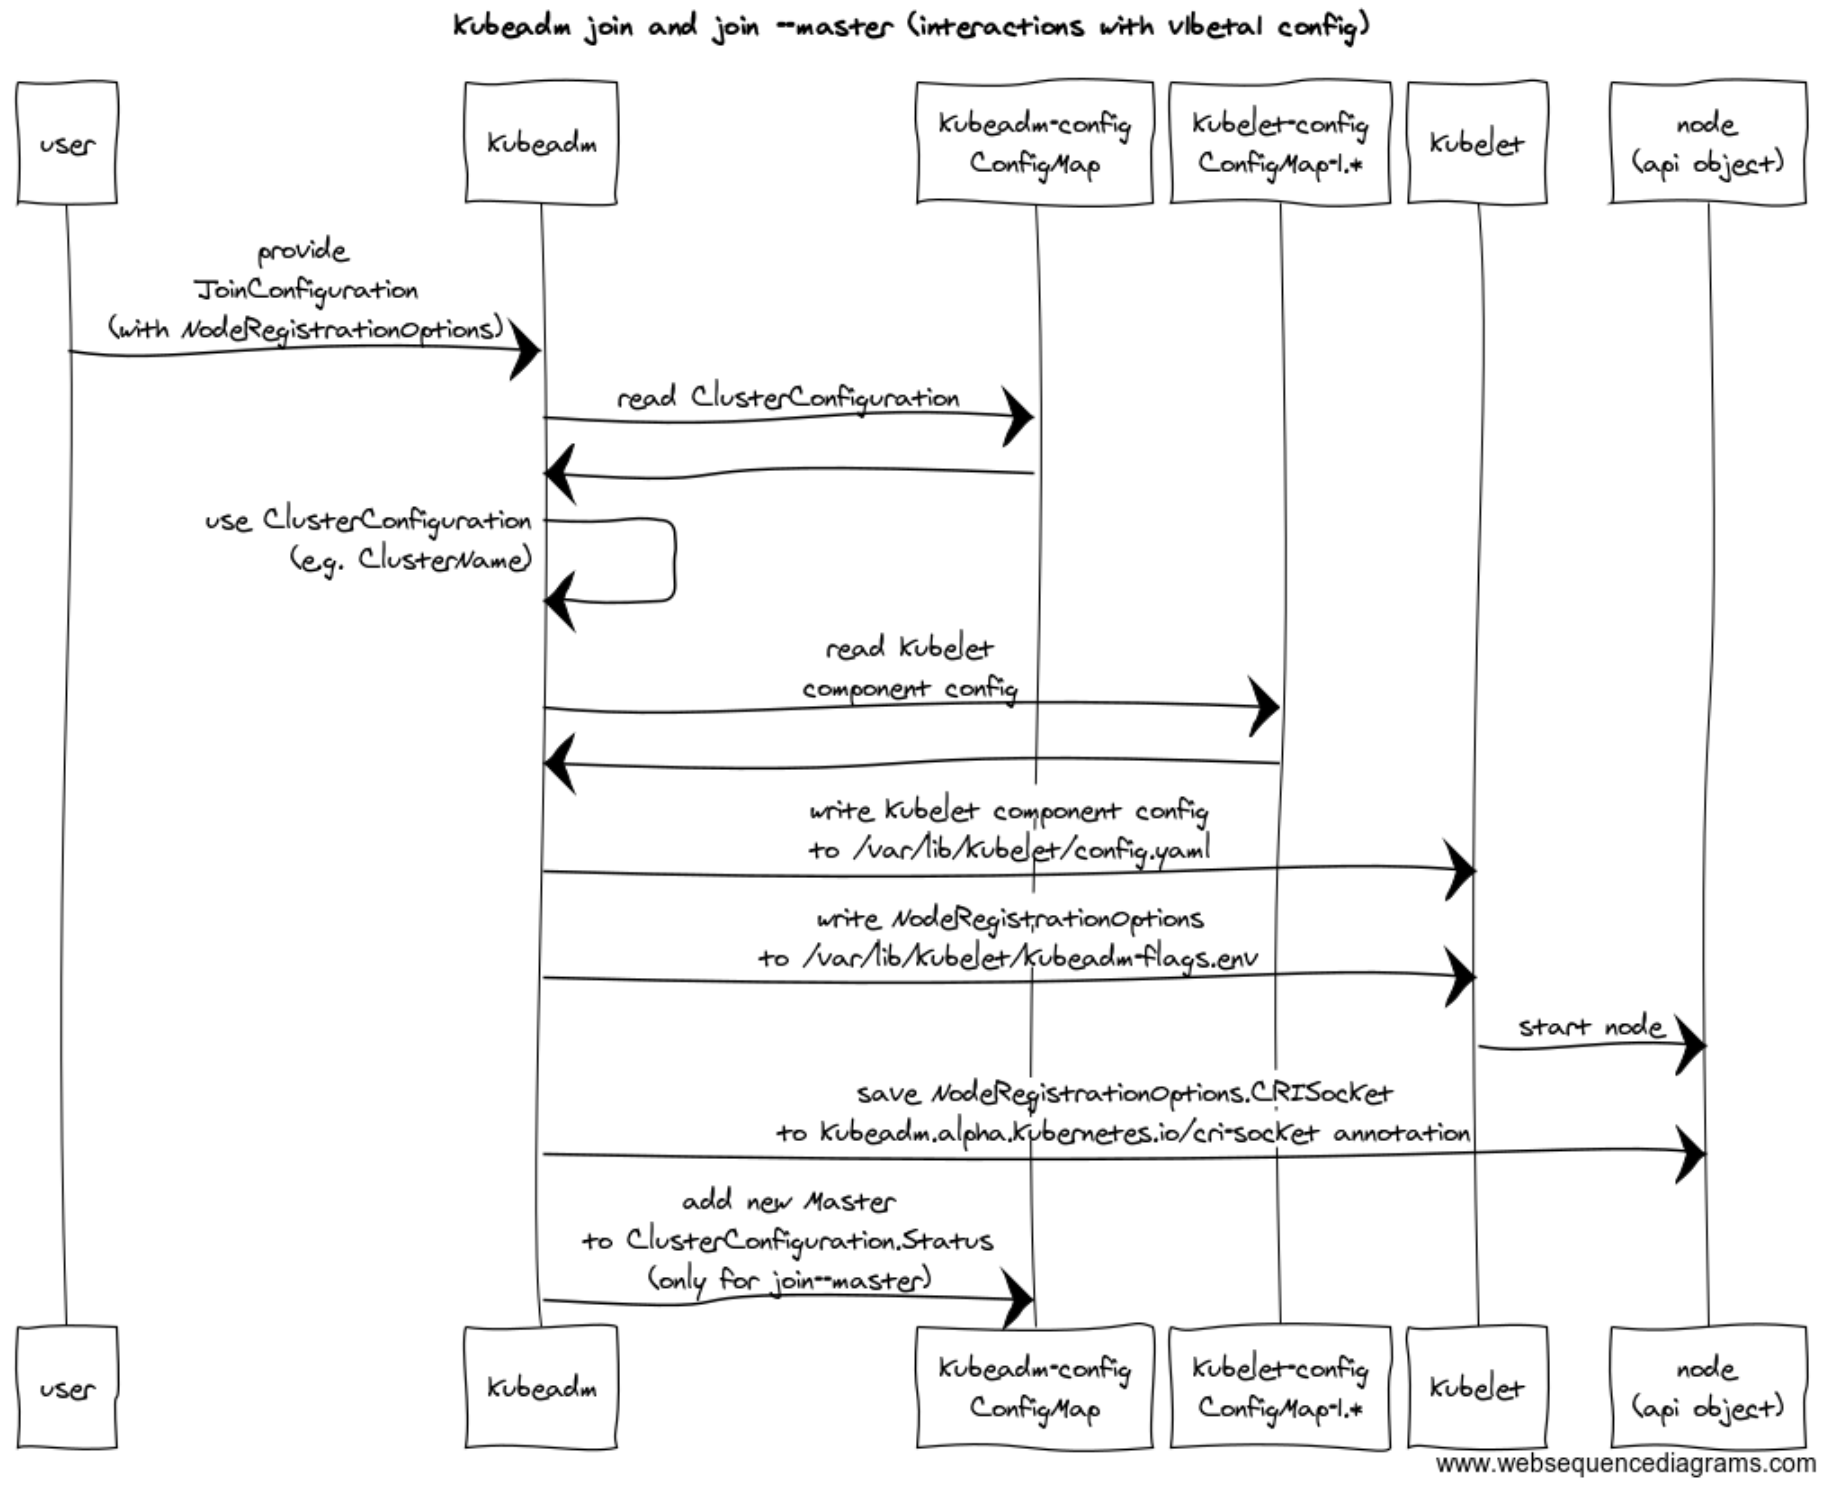 kubeadm join and join --master (interactions with v1beta1 config)
user
kubeadm
kubeadm-config
ConfigMap
kubelet-config
ConfigMap-1.*
kubelet
node
(api object)
provide
JoinConfiguration
(with NodeRegistrationOptions)
read ClusterConfiguration
use ClusterConfiguration
(e.g. ClusterName)
read kubelet
component config
write kubelet component config
to /var/lib/kubelet/config.yaml
write NodeRegistrationOptions
to /var/lib/kubelet/kubeadm-flags.env
start node
save NodeRegistrationOptions.CRISocket
to kubeadm.alpha.kubernetes.io/cri-socket annotation
add new Master
to ClusterConfiguration.Status
(only for join--master)
user
kubeadm
kubeadm-config
ConfigMap
kubelet-config
ConfigMap-1.*
kubelet
node
(api object)
www.websequencediagrams.com